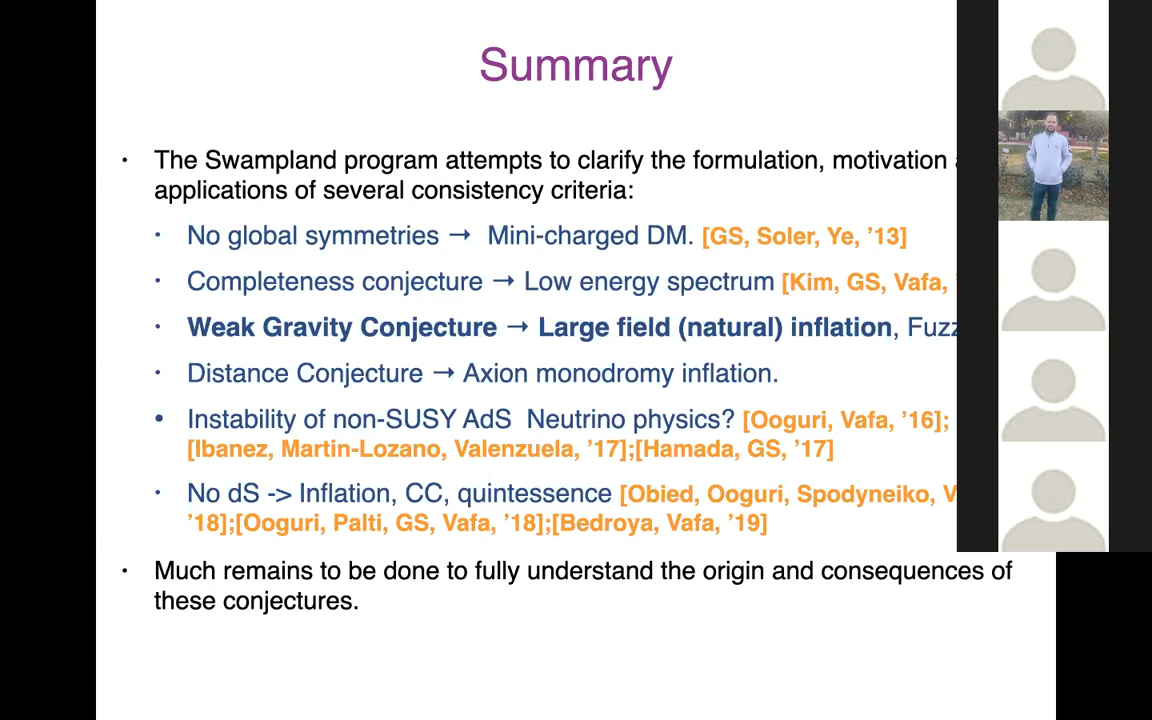 Summary
· The Swampland program attempts to clarify the formulation, motivation
applications of several consistency criteria:
· No global symmetries → Mini-charged DM. [GS, Soler, Ye, ’13]
· Completeness conjecture → Low energy spectrum [Kim, GS, Vafa,
· Weak Gravity Conjecture → Large field (natural) inflation,
· Distance Conjecture → Axion monodromy inflation.
• Instability of non-SUSY AdS Neutrino physics? [Ooguri, Vafa, ’16];
[Ibanez, Martin-Lozano, Valenzuela, ’17];[Hamada, GS, ’17]
· No dS -> Inflation, CC, quintessence [Obied, Ooguri, Spodyneiko,
’18];[Ooguri, Palti, GS, Vafa, ’18];[Bedroya, Vafa, ’19]
· Much remains to be done to fully understand the origin and consequences of
these conjectures.